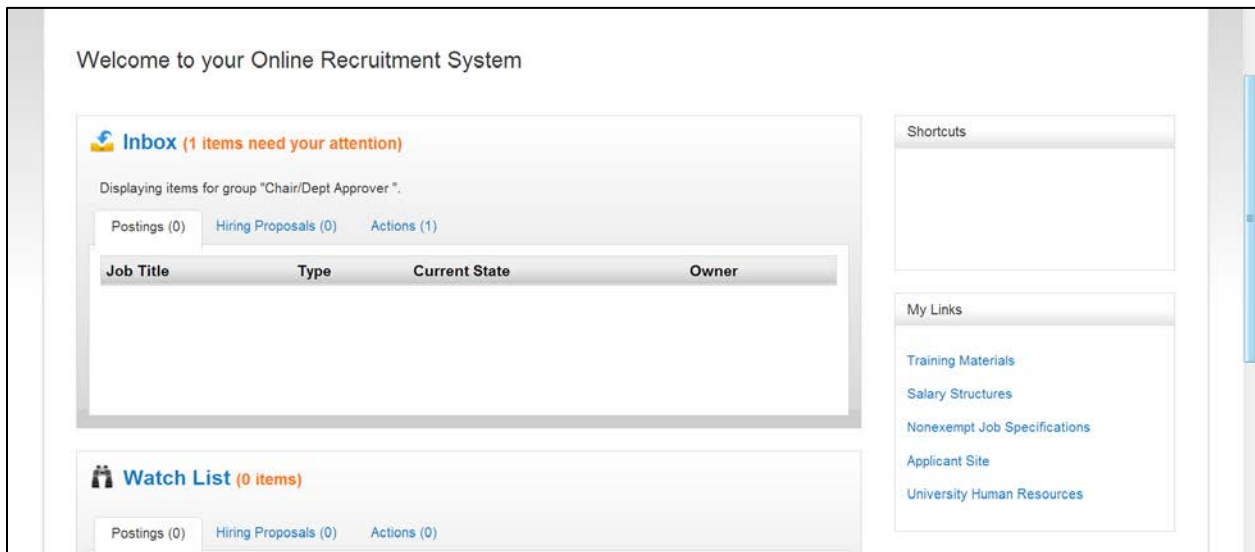 Welcome to your Online Recruitment System
Inbox (1 items need your attention)
Displaying items for group "Chair/Dept Approver ".
Postings (0) Hiring Proposals (0) Actions (1)
Job Title Type Current State Owner
Watch List (0 items)
Postings (0) Hiring Proposals (0) Actions (0)
Shortcuts
My Links
Training Materials
Salary Structures
Nonexempt Job Specifications
Applicant Site
University Human Resources